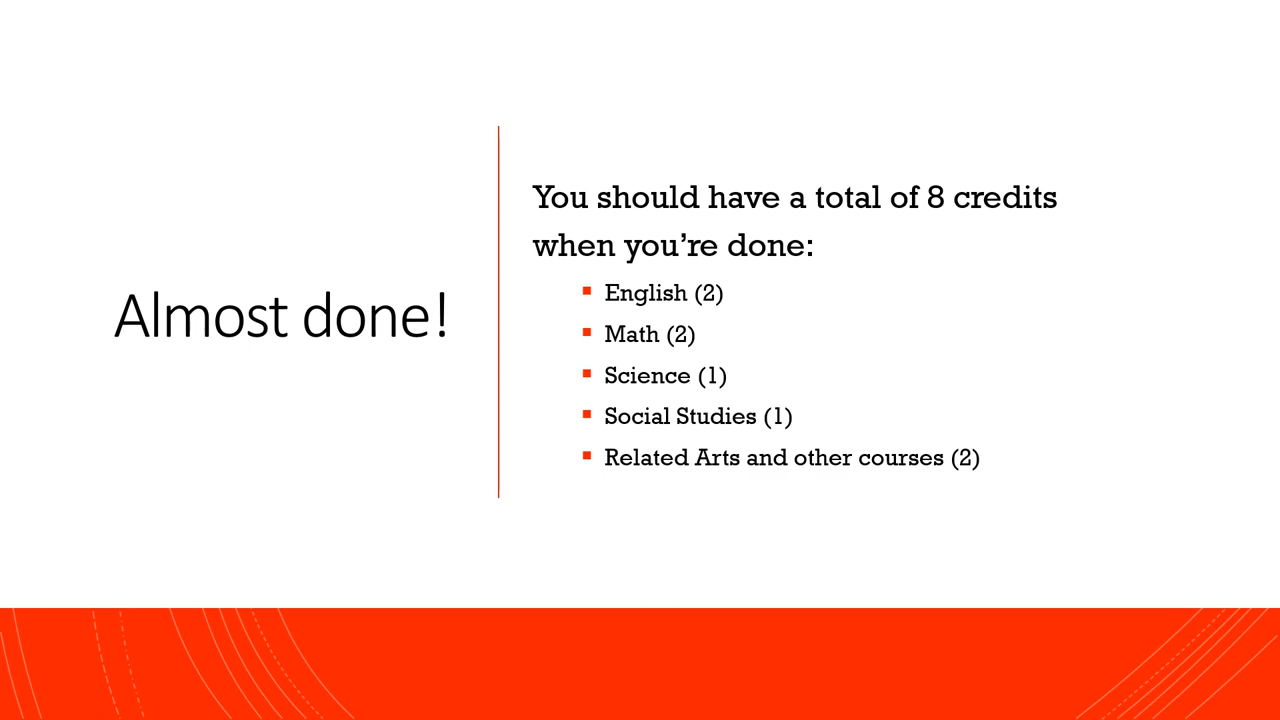 Almost done!
You should have a total of 8 credits
when you’re done:
▪ English (2)
▪ Math (2)
▪ Science (1)
▪ Social Studies (1)
▪ Related Arts and other courses (2)